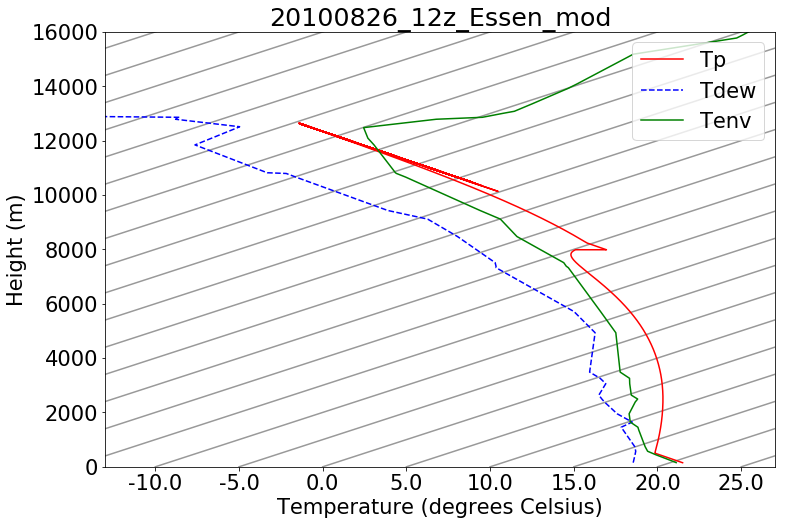 20100826_12z_Essen_mod
16000
14000
12000
10000
8000
6000
4000
2000
0
Height (m)
Tp
Tdew
Tenv
-10.0 -5.0 0.0 5.0 10.0 15.0 20.0 25.0
Temperature (degrees Celsius)